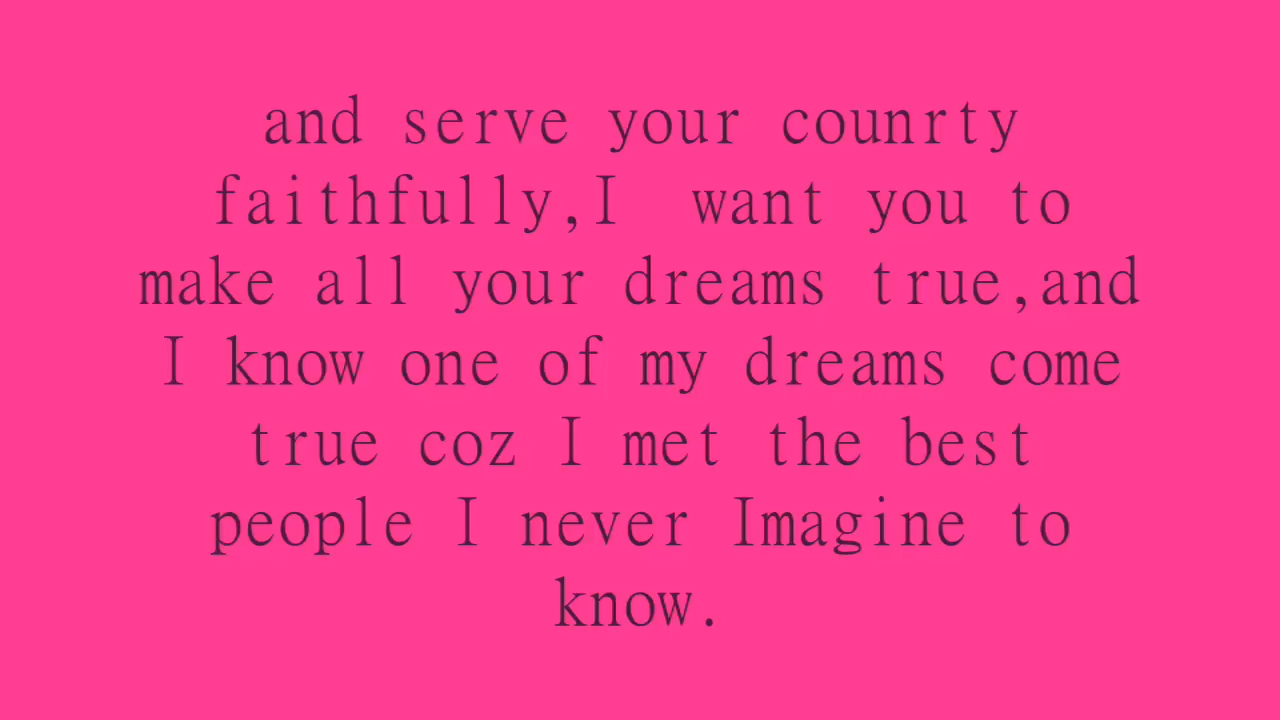 and serve your counrty
faithfully,I  want you to
make all your dreams true,and
I know one of my dreams come
true coz I met the best
people I never Imagine to
know.